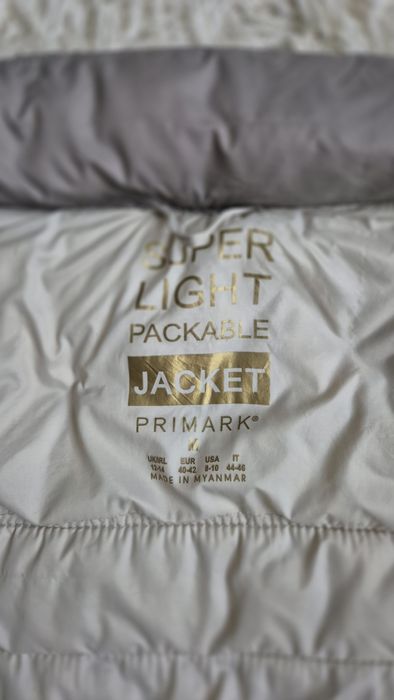 SUPER
LIGHT
PACKABLE
JACKET
PRIMARK®
M
UK/IRL EUR USA IT
12-14 40-42 8-10 44-46
MADE IN MYANMAR